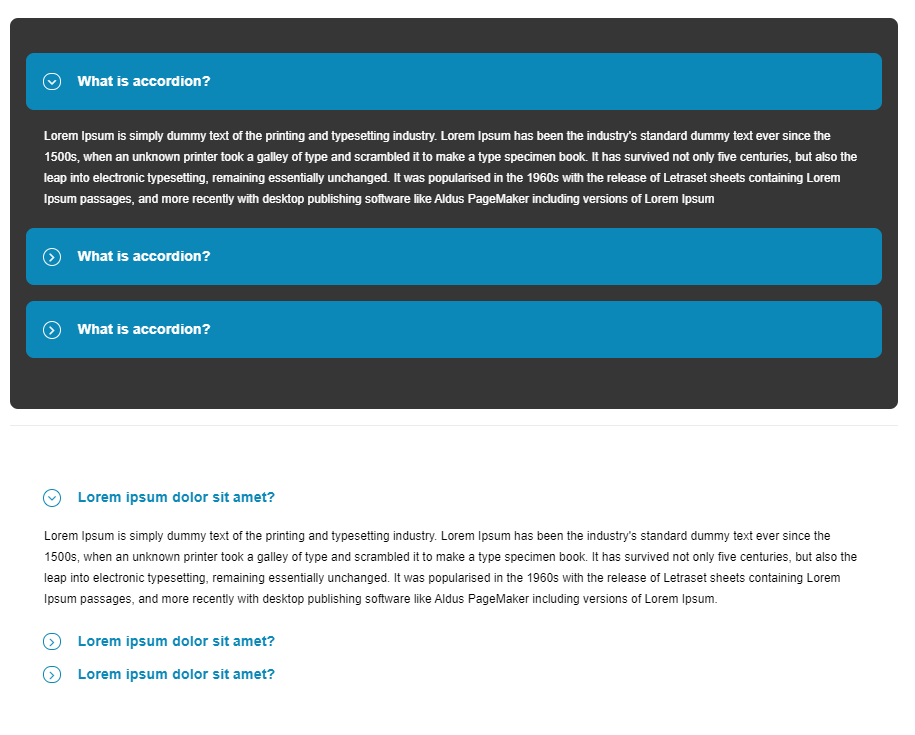 What is accordion?
Lorem Ipsum is simply dummy text of the printing and typesetting industry. Lorem Ipsum has been the industry's standard dummy text ever since the
1500s, when an unknown printer took a galley of type and scrambled it to make a type specimen book. It has survived not only five centuries, but also the
leap into electronic typesetting, remaining essentially unchanged. It was popularised in the 1960s with the release of Letraset sheets containing Lorem
Ipsum passages, and more recently with desktop publishing software like Aldus PageMaker including versions of Lorem Ipsum
What is accordion?
What is accordion?
Lorem ipsum dolor sit amet?
Lorem Ipsum is simply dummy text of the printing and typesetting industry. Lorem Ipsum has been the industry's standard dummy text ever since the
1500s, when an unknown printer took a galley of type and scrambled it to make a type specimen book. It has survived not only five centuries, but also the
leap into electronic typesetting, remaining essentially unchanged. It was popularised in the 1960s with the release of Letraset sheets containing Lorem
Ipsum passages, and more recently with desktop publishing software like Aldus PageMaker including versions of Lorem Ipsum.
Lorem ipsum dolor sit amet?
Lorem ipsum dolor sit amet?